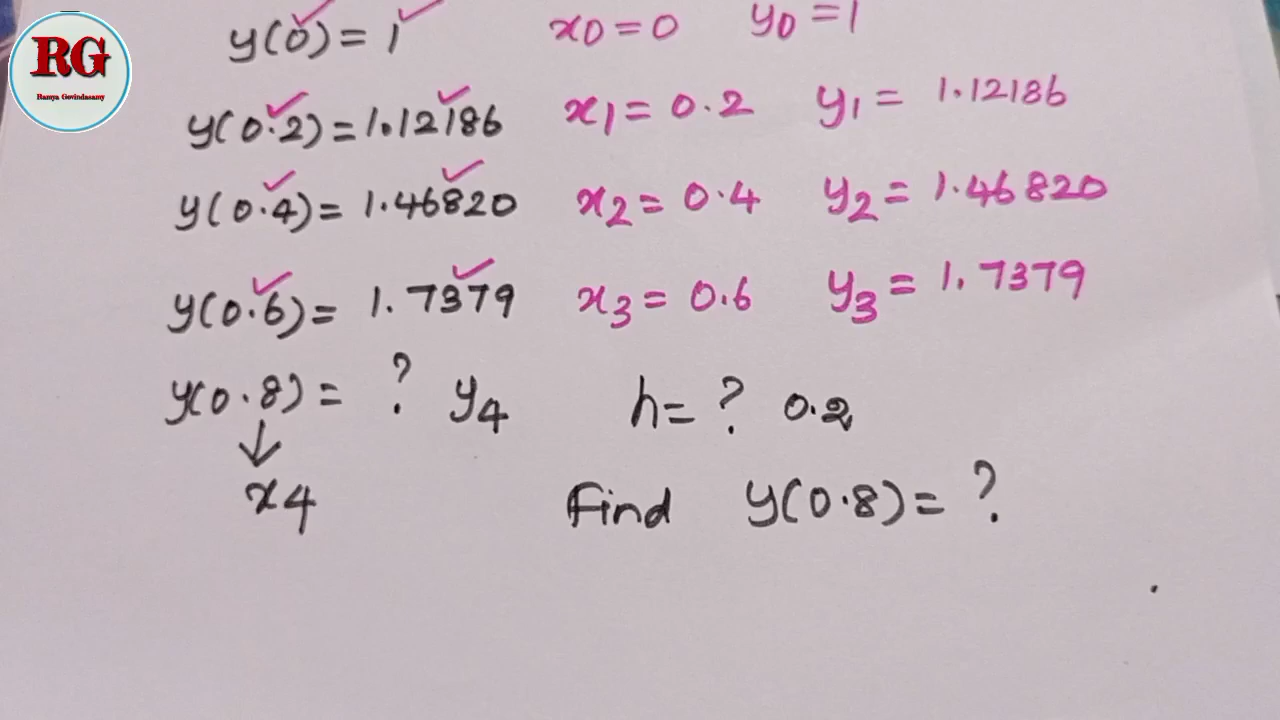 RG
Ramya Govindasamy
y(0) = 1 x0 = 0 y0 = 1
y(0.2) = 1.12186 x1 = 0.2 y1 = 1.12186
y(0.4) = 1.46820 x2 = 0.4 y2 = 1.46820
y(0.6) = 1.7379 x3 = 0.6 y3 = 1.7379
y(0.8) = ? y4 h = ? 0.2
↓
x4 Find y(0.8) = ?